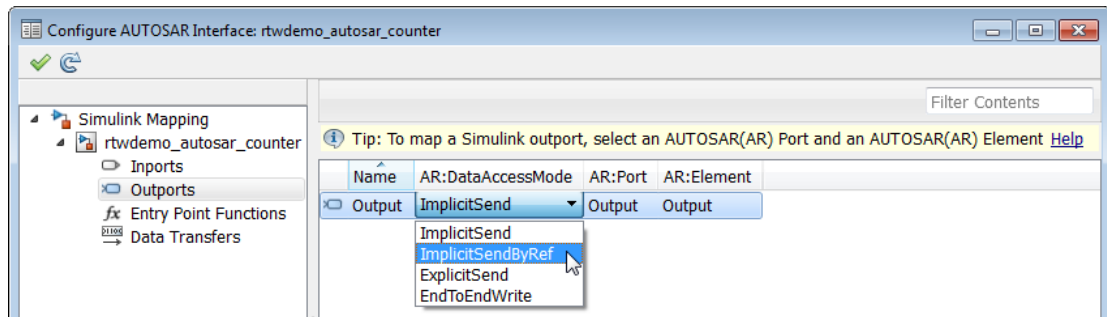 Configure AUTOSAR Interface: rtwdemo_autosar_counter
Filter Contents
Simulink Mapping
rtwdemo_autosar_counter
Inports
Outports
fx Entry Point Functions
Data Transfers
Tip: To map a Simulink outport, select an AUTOSAR(AR) Port and an AUTOSAR(AR) Element Help
Name AR:DataAccessMode AR:Port AR:Element
Output ImplicitSend Output Output
ImplicitSend
ImplicitSendByRef
ExplicitSend
EndToEndWrite